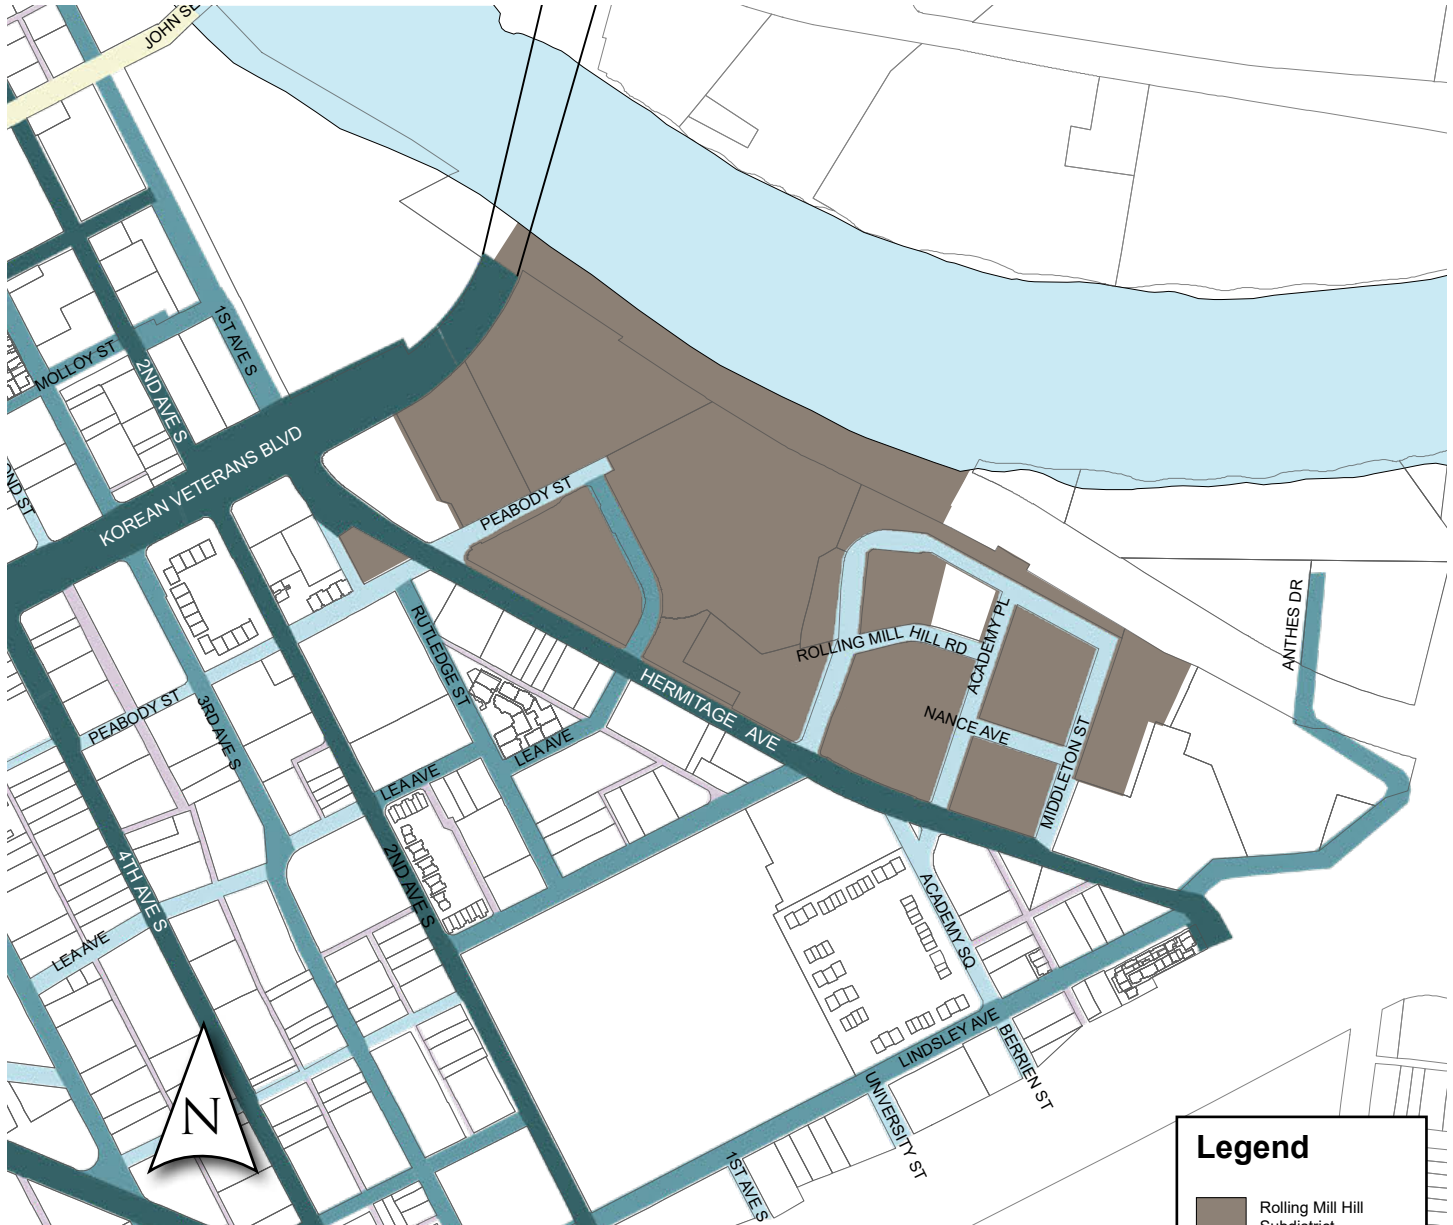 JOHN SE
1ST AVE S
MOLLOY ST
2ND AVE S
KOREAN VETERANS BLVD
OND ST
PEABODY ST
ANTHES DR
RUTLEDGE ST
ROLLING MILL HILL RD
ACADEMY PL
HERMITAGE AVE
NANCE AVE
MIDDLETON ST
PEABODY ST
3RD AVE S
LEA AVE
LEA AVE
4TH AVE S
2ND AVE S
LEA AVE
ACADEMY SQ
LINDSLEY AVE
BERRIEN ST
UNIVERSITY ST
1ST AVE S
N
Legend
Rolling Mill Hill
Subdistrict